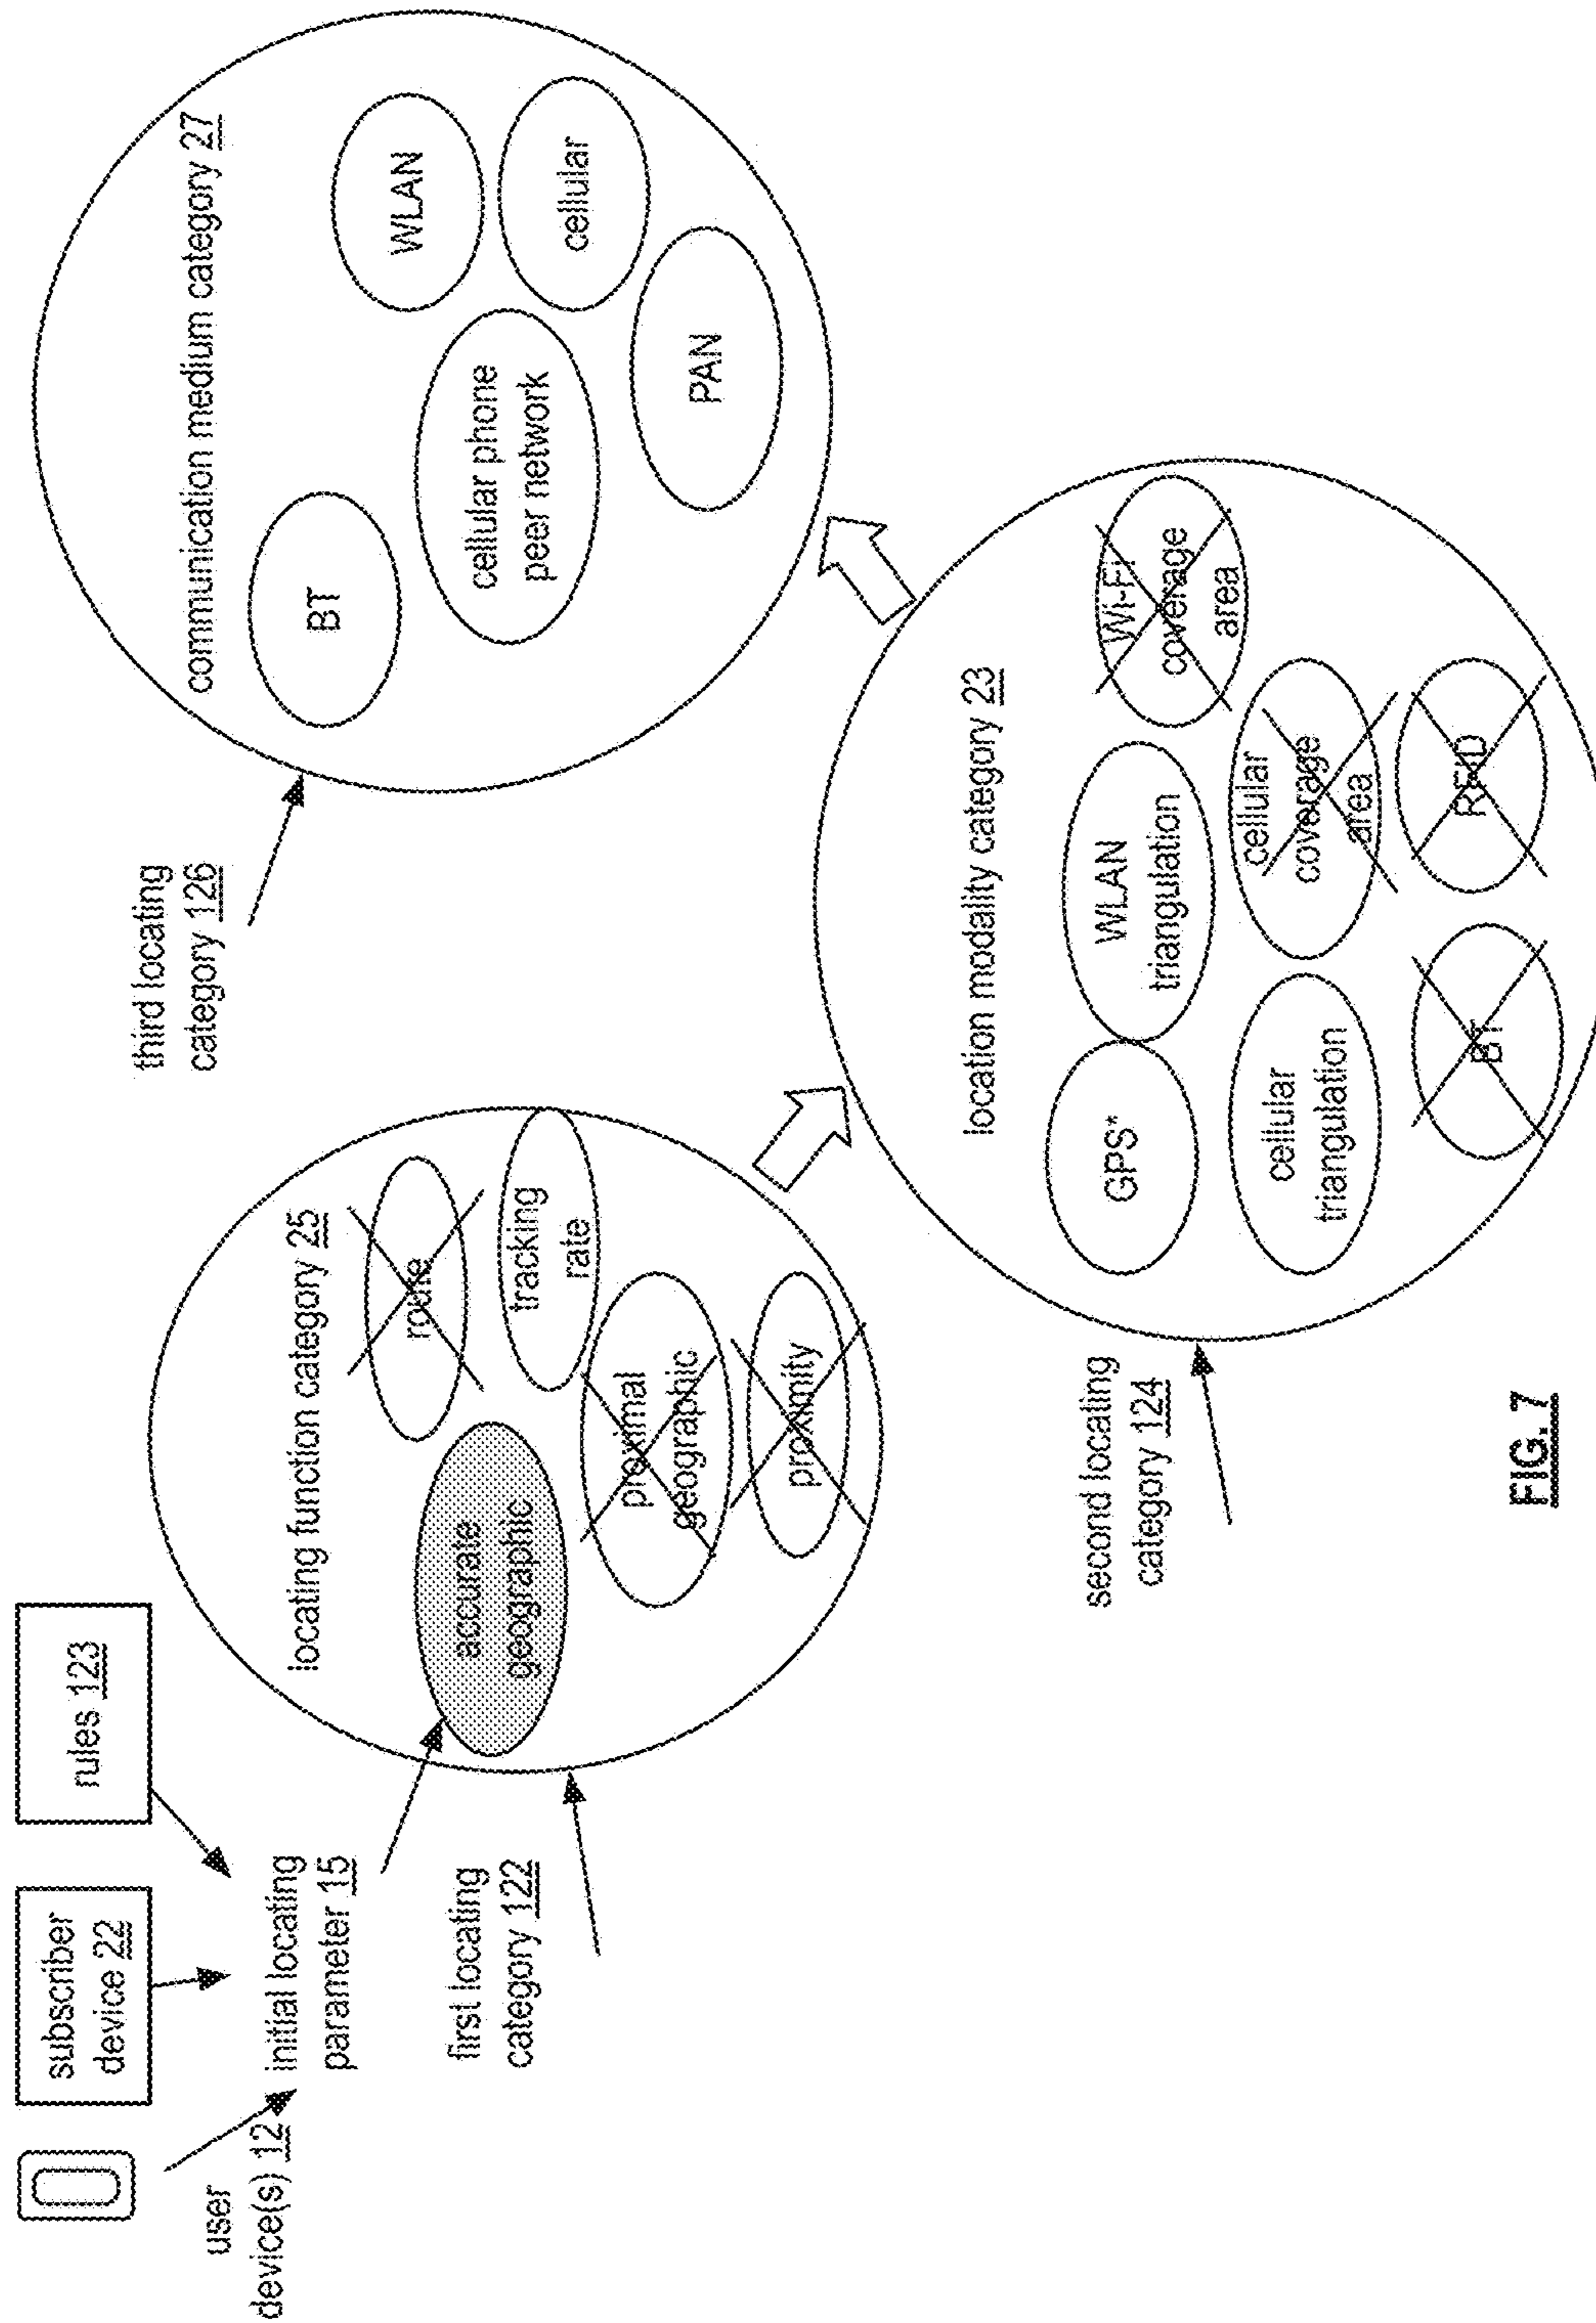 user
device(s) 12
subscriber
device 22
rules 123
initial locating
parameter 15
first locating
category 122
locating function category 25
accurate
geographic
route
tracking
rate
proximal
geographic
proximity
third locating
category 126
communication medium category 27
BT
WLAN
cellular phone
peer network
cellular
PAN
second locating
category 124
location modality category 23
GPS*
WLAN
triangulation
Wi-Fi
coverage
area
cellular
triangulation
cellular
coverage
area
BT
RFID
FIG.7